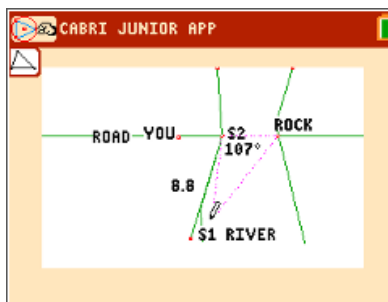 CABRI JUNIOR APP
ROCK
ROAD YOU S2
107°
8.8
S1 RIVER